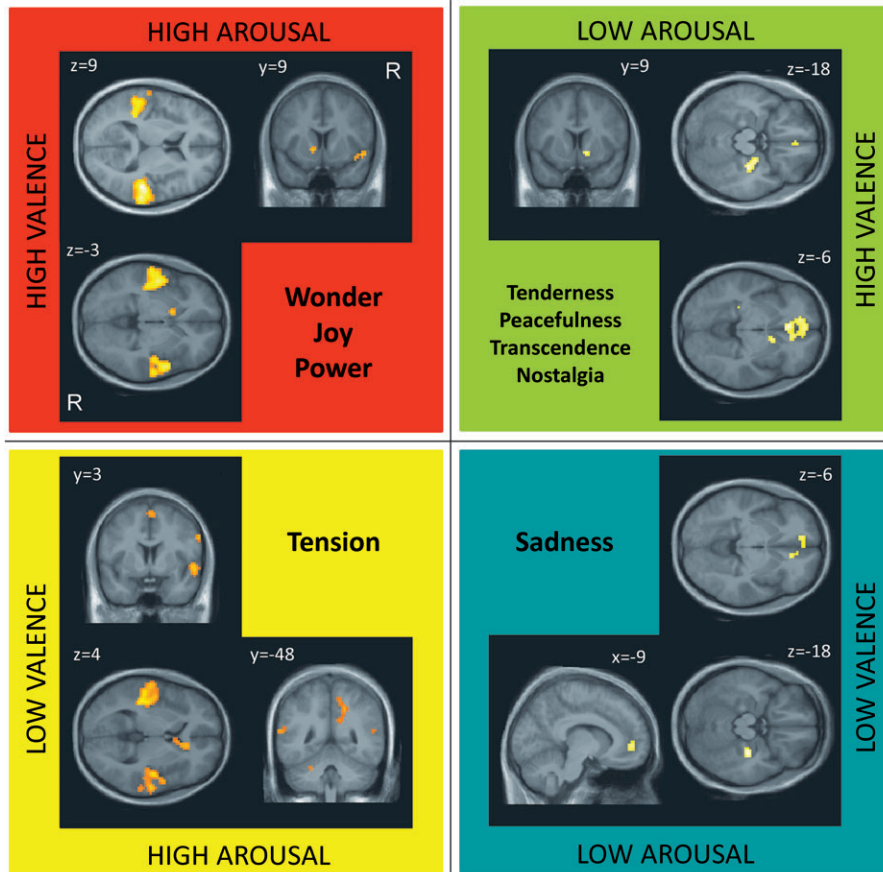 HIGH AROUSAL
HIGH VALENCE
z=9
y=9
R
z=-3
R
Wonder
Joy
Power
LOW AROUSAL
HIGH VALENCE
y=9
z=-18
z=-6
Tenderness
Peacefulness
Transcendence
Nostalgia
LOW VALENCE
y=3
Tension
z=4
y=-48
HIGH AROUSAL
Sadness
z=-6
x=-9
z=-18
LOW VALENCE
LOW AROUSAL